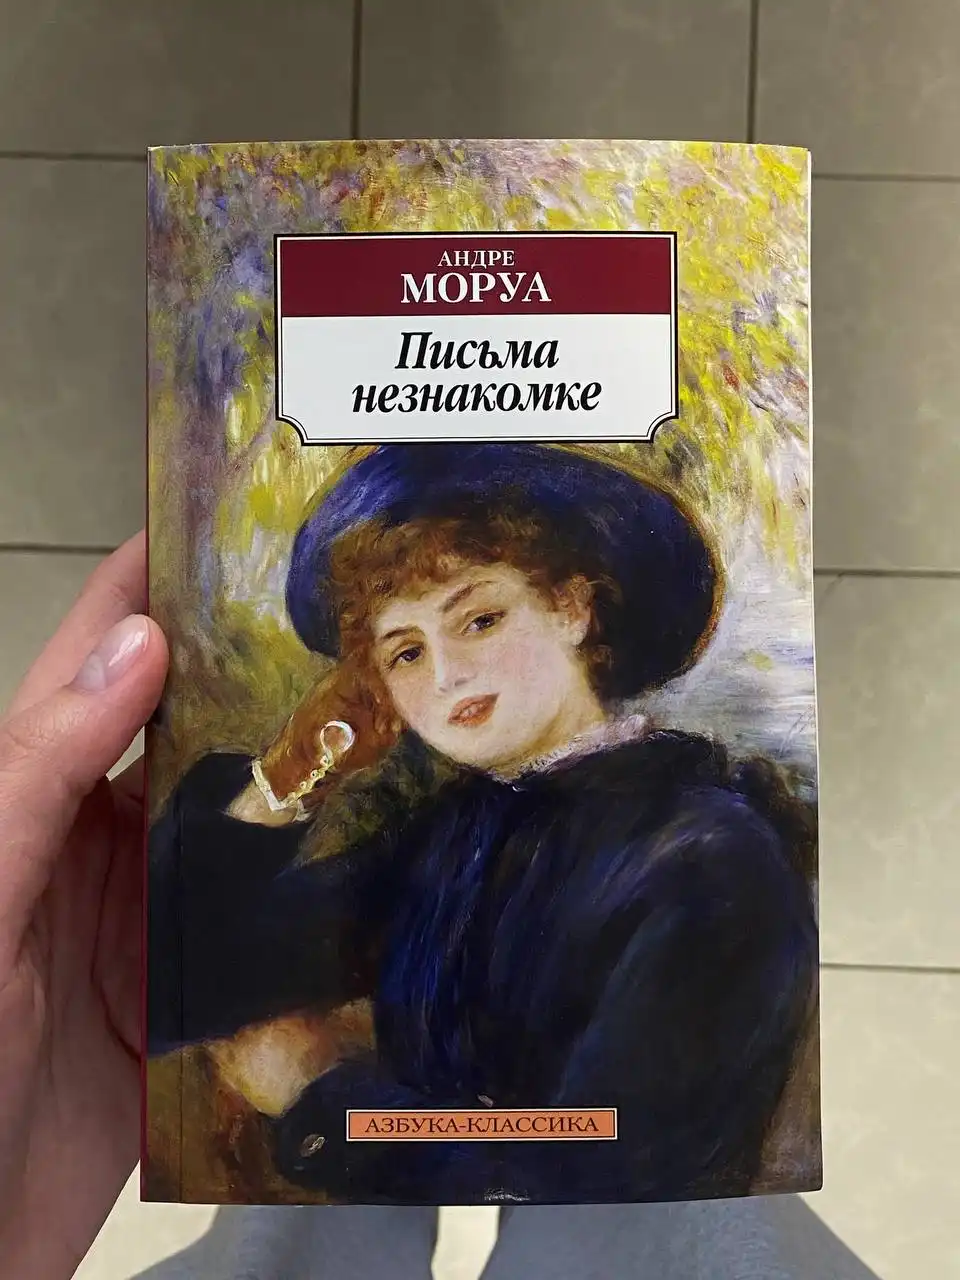 АНДРЕ
МОРУА
Письма
незнакомке
АЗБУКА-КЛАССИКА